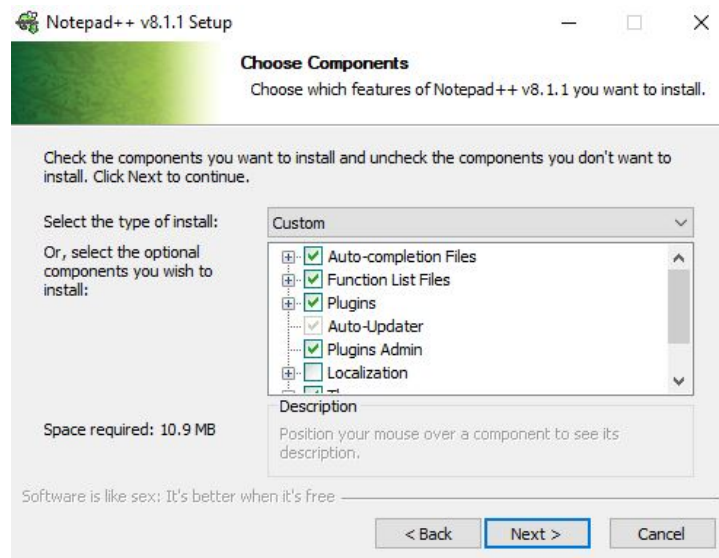 Notepad++ v8.1.1 Setup
Choose Components
Choose which features of Notepad++ v8.1.1 you want to install.
Check the components you want to install and uncheck the components you don't want to
install. Click Next to continue.
Select the type of install:
Custom
Or, select the optional
components you wish to
install:
Auto-completion Files
Function List Files
Plugins
Auto-Updater
Plugins Admin
Localization
Space required: 10.9 MB
Description
Position your mouse over a component to see its
description.
Software is like sex: It's better when it's free
< Back
Next >
Cancel